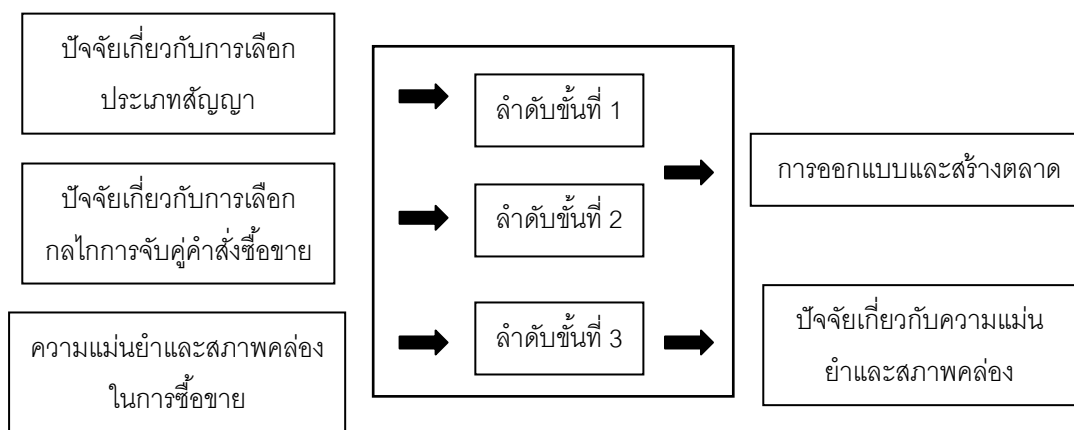 ปัจจัยเกี่ยวกับการเลือก
ประเภทสัญญา
ปัจจัยเกี่ยวกับการเลือก
กลไกการจับคู่คำสั่งซื้อขาย
ความแม่นยำและสภาพคล่อง
ในการซื้อขาย
ลำดับขั้นที่ 1
ลำดับขั้นที่ 2
ลำดับขั้นที่ 3
การออกแบบและสร้างตลาด
ปัจจัยเกี่ยวกับความแม่น
ยำและสภาพคล่อง